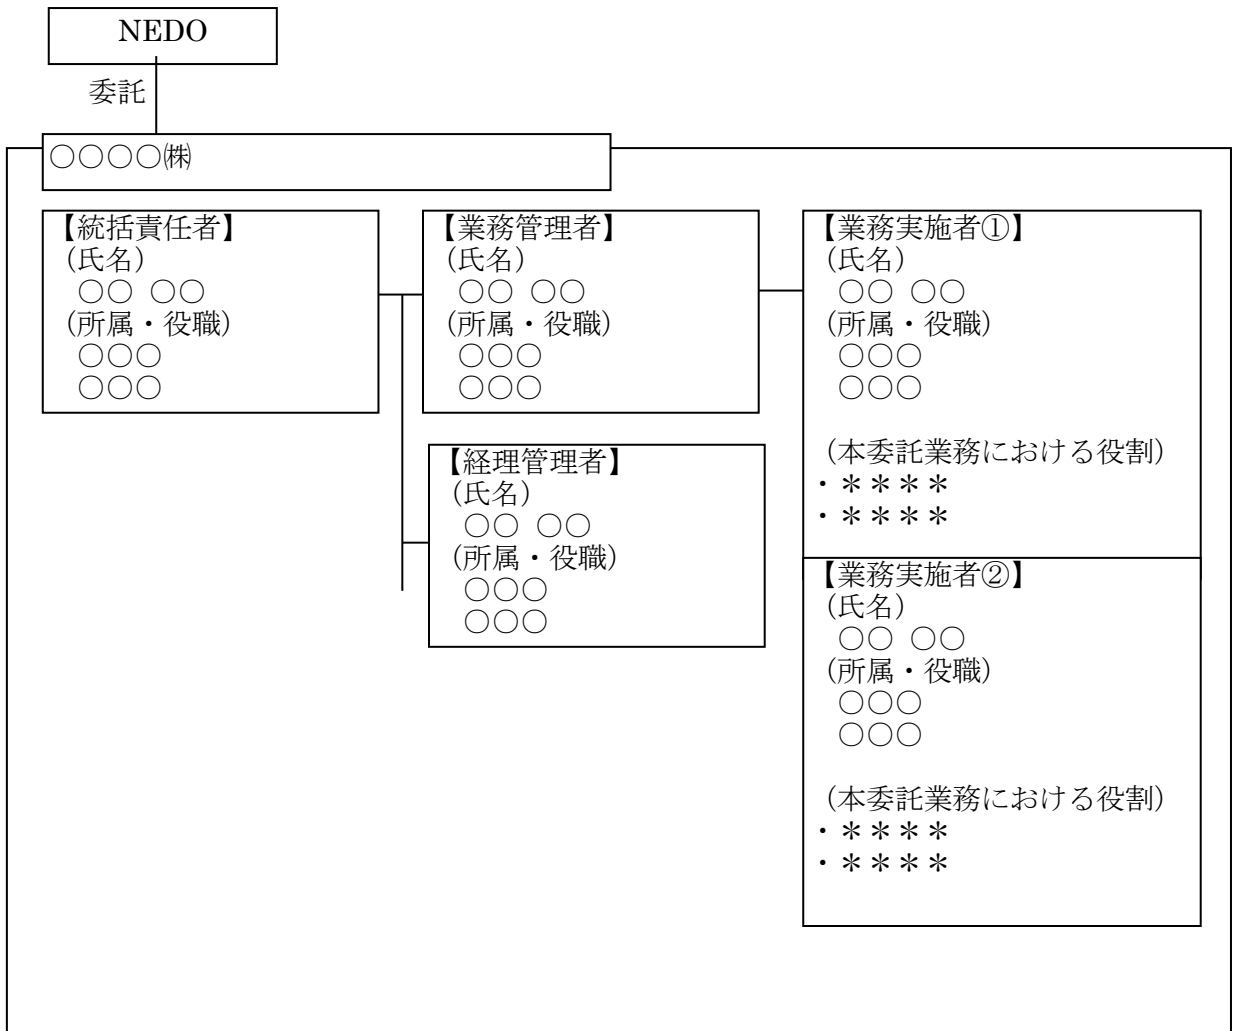 NEDO
委託
○○○○㈱
【統括責任者】
（氏名）
○○ ○○
（所属・役職）
○○○
○○○
【業務管理者】
（氏名）
○○ ○○
（所属・役職）
○○○
○○○
【経理管理者】
（氏名）
○○ ○○
（所属・役職）
○○○
○○○
【業務実施者①】
（氏名）
○○ ○○
（所属・役職）
○○○
○○○
（本委託業務における役割）
・＊＊＊＊
・＊＊＊＊
【業務実施者②】
（氏名）
○○ ○○
（所属・役職）
○○○
○○○
（本委託業務における役割）
・＊＊＊＊
・＊＊＊＊